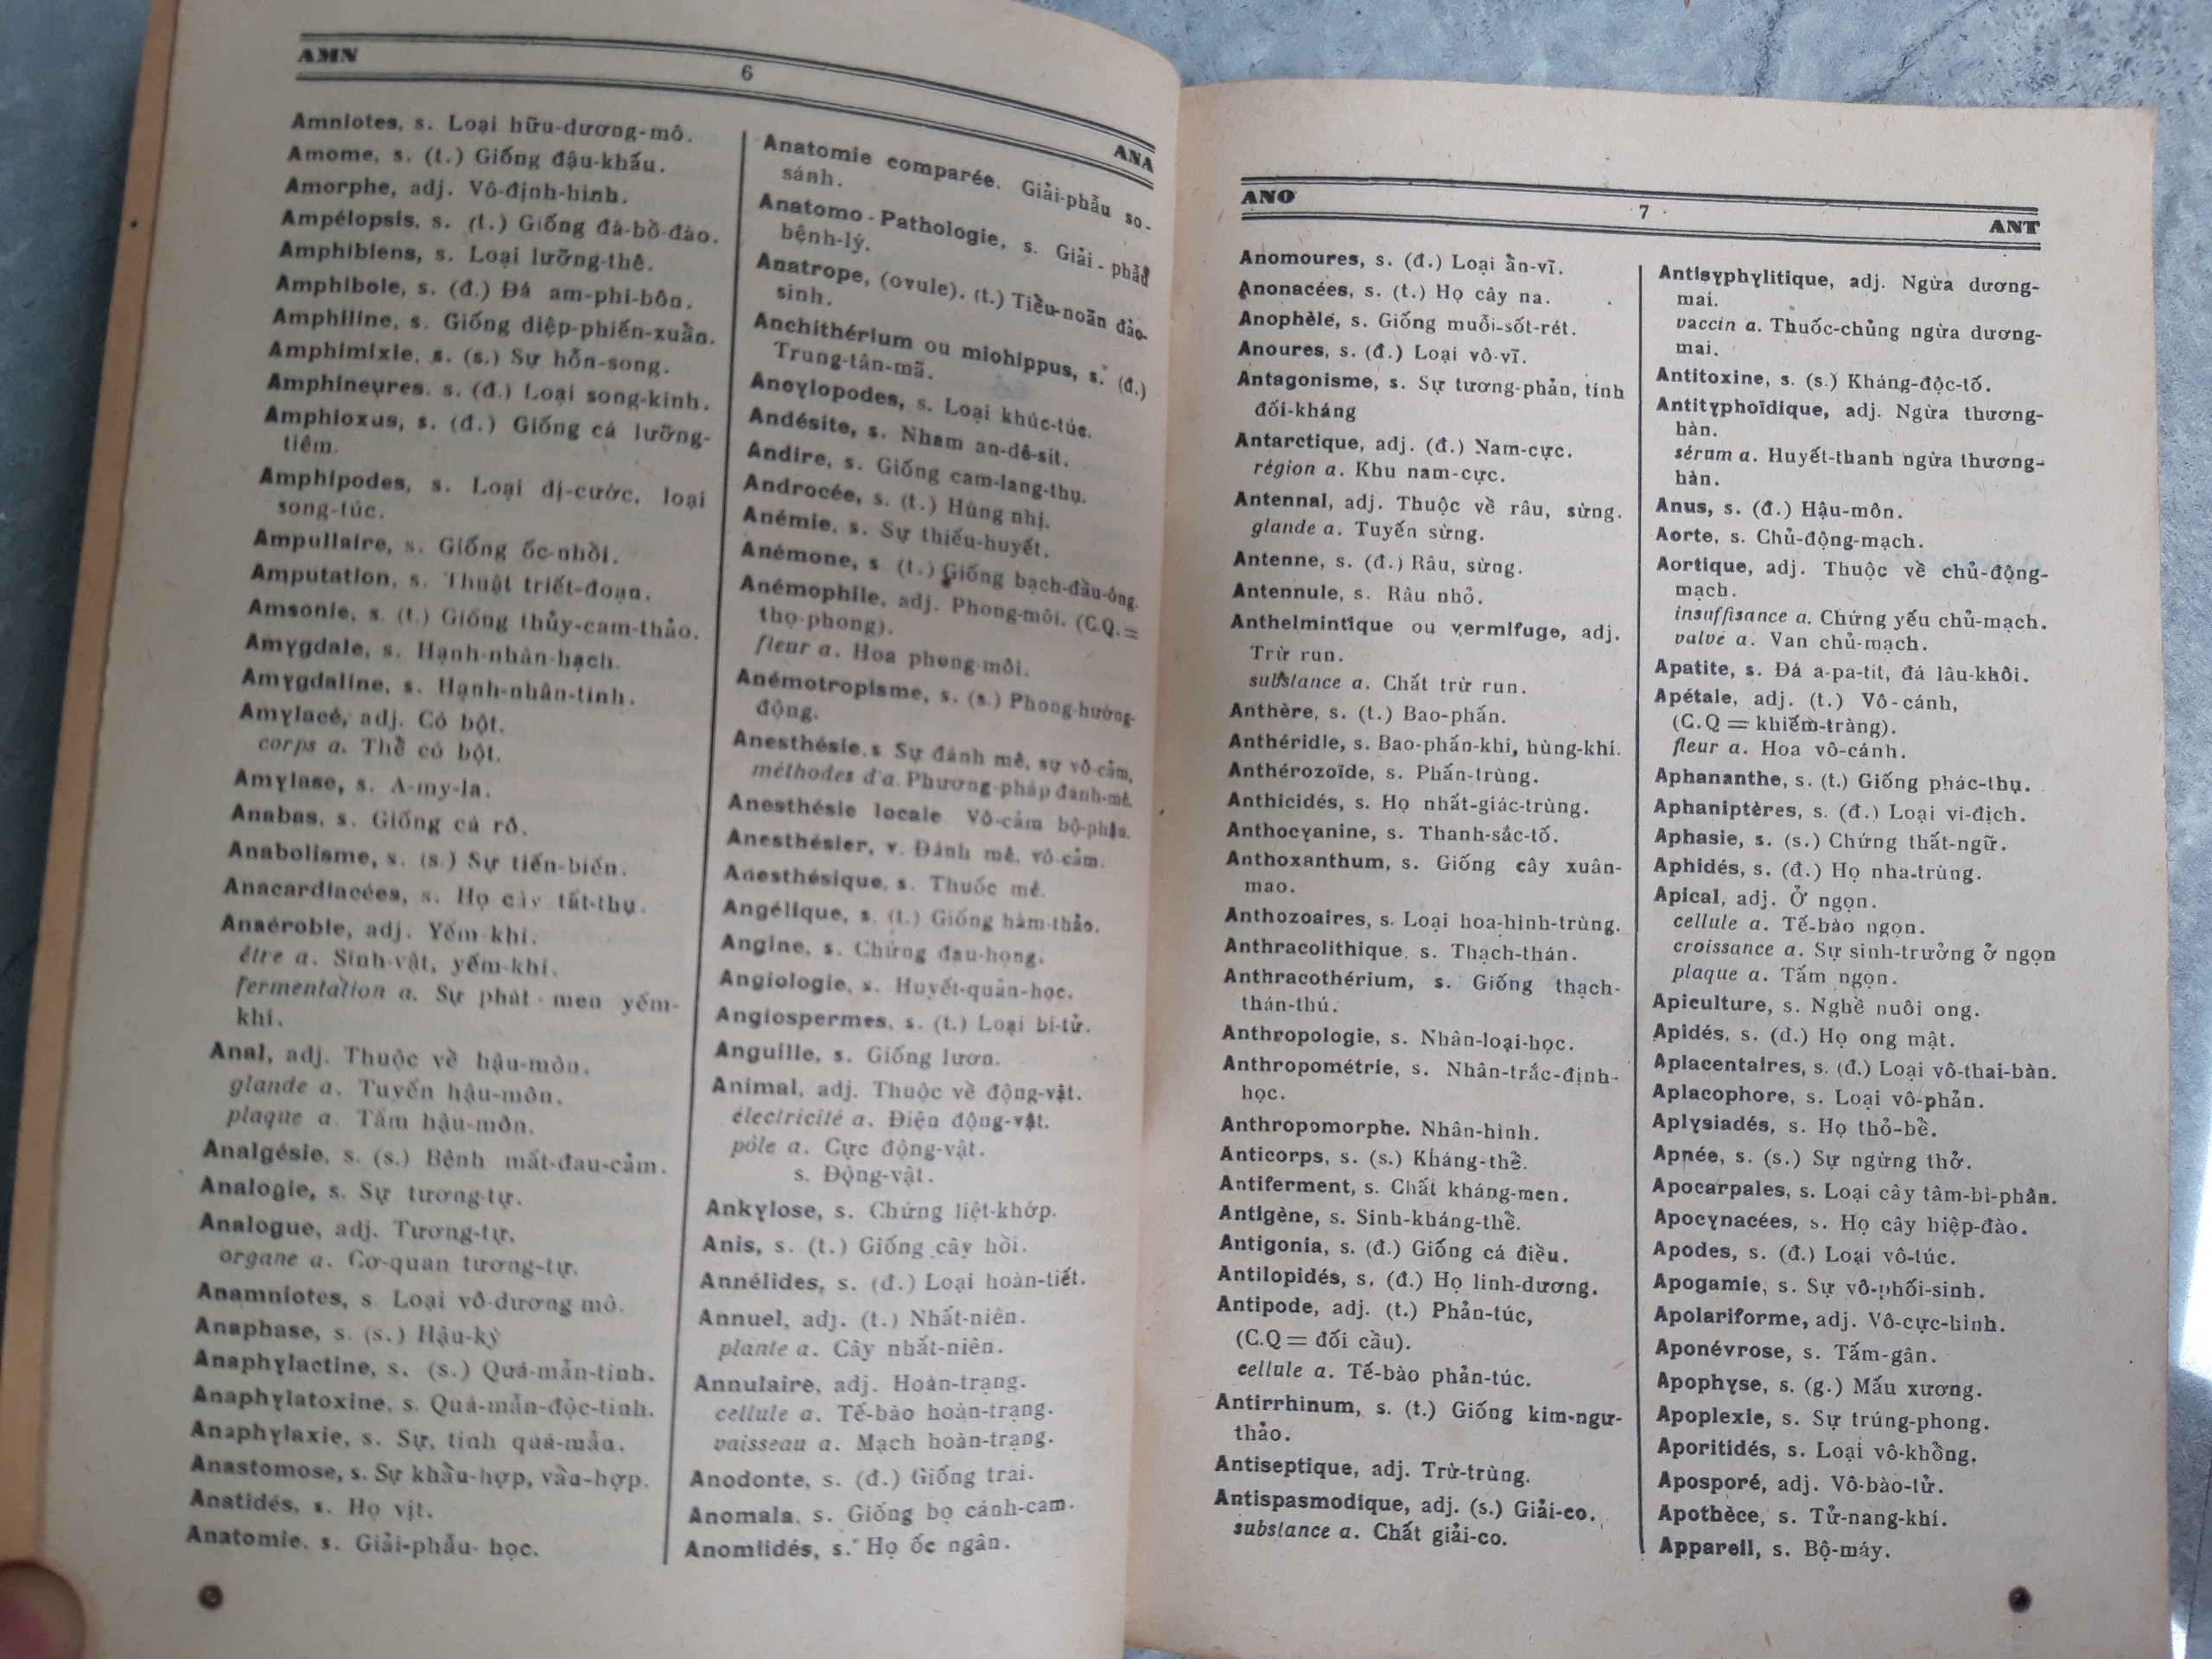 AMN
6
ANA
Amniotes, s. Loại hữu-dương-mô.
Amome, s. (t.) Giống đậu-khấu.
Amorphe, adj. Vô-định-hình.
Ampélopsis, s. (t.) Giống đả-bồ-đào.
Amphibiens, s. Loại lưỡng-thê.
Amphibole, s. (đ.) Đá am-phi-bôn.
Amphiline, s. Giống diệp-phiến-xuẩn.
Amphimixie, s. (s.) Sự hỗn-song.
Amphineures. s. (đ.) Loại song-kinh.
Amphioxus, s. (đ.) Giống cá lưỡng-
tiêm.
Amphipodes, s. Loại dị-cước, loại
song-túc.
Ampullaire, s. Giống ốc-nhồi.
Amputation, s. Thuật triết-đoạn.
Amsonie, s. (t.) Giống thủy-cam-thảo.
Amygdale, s. Hạnh-nhân-hạch.
Amygdaline, s. Hạnh-nhân-tinh.
Amylacé, adj. Có bột.
corps a. Thể có bột.
Amylase, s. A-my-la.
Anabas, s. Giống cá rô.
Anabolisme, s. (s.) Sự tiến-biến.
Anacardiacées, s. Họ cây tất-thụ.
Anaérobie, adj. Yếm-khí.
être a. Sinh-vật, yếm-khí.
fermentation a. Sự phát-men yếm-
khí.
Anal, adj. Thuộc về hậu-môn.
glande a. Tuyến hậu-môn.
plaque a. Tấm hậu-môn.
Analgésie, s. (s.) Bệnh mất-đau-cảm.
Analogie, s. Sự tương-tự.
Analogue, adj. Tương-tự.
organe a. Cơ-quan tương-tự.
Anamniotes, s. Loại vô-dương mô.
Anaphase, s. (s.) Hậu-kỳ
Anaphylactine, s. (s.) Quá-mẫn-tinh.
Anaphylatoxine, s. Quá-mẫn-độc-tinh.
Anaphylaxie, s. Sự, tính quá-mẫn.
Anastomose, s. Sự khẩu-hợp, vẫn-hợp.
Anatidés, s. Họ vịt.
Anatomie, s. Giải-phẫu- học.
Anatomie comparée. Giải-phẫu so-
sánh.
Anatomo - Pathologie, s. Giải - phẫu
bệnh-lý.
Anatrope, (ovule). (t.) Tiểu-noãn đảo-
sinh.
Anchithérium ou miohippus, s. (đ.)
Trung-tân-mã.
Ancylopodes, s. Loại khúc-túc.
Andésite, s. Nham an-dê-sit.
Andire, s. Giống cam-lang-thụ.
Androcée, s. (t.) Hùng nhị.
Anémie, s. Sự thiếu-huyết.
Anémone, s (t.) Giống bạch-đầu-ông.
Anémophile, adj. Phong-môi. (C.Q. =
thọ-phong).
fleur a. Hoa phong-môi.
Anémotropisme, s. (s.) Phong-hướng-
động.
Anesthésie, s Sự đánh mê, sự vô-cảm,
méthodes d'a. Phương-pháp đánh-mê.
Anesthésie locale Vô-cảm bộ-phận.
Anesthésier, v. Đánh mê, vô cảm.
Anesthésique, s. Thuốc mê.
Angélique, s. (t.) Giống hàm-thảo.
Angine, s. Chứng đau-họng.
Angiologie, s. Huyết-quản-học.
Angiospermes, s. (t.) Loại bí-tử.
Anguille, s. Giống lươn.
Animal, adj. Thuộc về động-vật.
électricité a. Điện động-vật.
pôle a. Cực động-vật.
s. Động-vật.
Ankylose, s. Chứng liệt-khớp.
Anis, s. (t.) Giống cây hồi.
Annélides, s. (đ.) Loại hoàn-tiết.
Annuel, adj. (t.) Nhất-niên.
plante a. Cây nhất-niên.
Annulaire, adj. Hoàn-trạng.
cellule a. Tế-bào hoàn-trạng.
vaisseau a. Mạch hoàn-trạng.
Anodonte, s. (đ.) Giống trai.
Anomala, s. Giống bọ cánh-cam.
Anomiidés, s. Họ ốc ngân.
ANO
7
ANT
Anomoures, s. (đ.) Loại ẩn-vĩ.
Anonacées, s. (t.) Họ cây na.
Anophèle, s. Giống muỗi-sốt-rét.
Anoures, s. (đ.) Loại vô-vĩ.
Antagonisme, s. Sự tương-phản, tính
đối-kháng
Antarctique, adj. (đ.) Nam-cực.
région a. Khu nam-cực.
Antennal, adj. Thuộc về râu, sừng.
glande a. Tuyến sừng.
Antenne, s. (đ.) Râu, sừng.
Antennule, s. Râu nhỏ.
Anthelmintique ou vermifuge, adj.
Trừ run.
substance a. Chất trừ run.
Anthère, s. (t.) Bao-phấn.
Anthéridie, s. Bao-phấn-khí, hùng-khí.
Anthérozoïde, s. Phấn-trùng.
Anthicidés, s. Họ nhất-giác-trùng.
Anthocyanine, s. Thanh-sắc-tố.
Anthoxanthum, s. Giống cây xuân-
mao.
Anthozoaires, s. Loại hoa-hình-trùng.
Anthracolithique, s. Thạch-thán.
Anthracothérium, s. Giống thạch-
thán-thú.
Anthropologie, s. Nhân-loại-học.
Anthropométrie, s. Nhân-trắc-định-
học.
Anthropomorphe. Nhân-hình.
Anticorps, s. (s.) Kháng-thể.
Antiferment, s. Chất kháng-men.
Antigène, s. Sinh-kháng-thể.
Antigonia, s. (đ.) Giống cá điều.
Antilopidés, s. (đ.) Họ linh-dương.
Antipode, adj. (t.) Phản-túc,
(C.Q = đối cầu).
cellule a. Tế-bào phản-túc.
Antirrhinum, s. (t.) Giống kim-ngư-
thảo.
Antiseptique, adj. Trừ-trùng.
Antispasmodique, adj. (s.) Giải-co.
substance a. Chất giải-co.
Antisyphylitique, adj. Ngừa dương-
mai.
vaccin a. Thuốc-chủng ngừa dương-
mai.
Antitoxine, s. (s.) Kháng-độc-tố.
Antityphoïdique, adj. Ngừa thương-
hàn.
sérum a. Huyết-thanh ngừa thương-
hàn.
Anus, s. (đ.) Hậu-môn.
Aorte, s. Chủ-động-mạch.
Aortique, adj. Thuộc về chủ-động-
mạch.
insuffisance a. Chứng yếu chủ-mạch.
valve a. Van chủ-mạch.
Apatite, s. Đá a-pa-tit, đá lâu-khôi.
Apétale, adj. (t.) Vô-cánh,
(C.Q = khiếm-tràng).
fleur a. Hoa vô-cánh.
Aphananthe, s. (t.) Giống phác-thụ.
Aphaniptères, s. (đ.) Loại vi-địch.
Aphasie, s. (s.) Chứng thất-ngữ.
Aphidés, s. (đ.) Họ nha-trùng.
Apical, adj. Ở ngọn.
cellule a. Tế-bào ngọn.
croissance a. Sự sinh-trưởng ở ngọn
plaque a. Tấm ngọn.
Apiculture, s. Nghề nuôi ong.
Apidés, s. (đ.) Họ ong mật.
Aplacentaires, s. (đ.) Loại vô-thai-bàn.
Aplacophore, s. Loại vô-phản.
Aplysiadés, s. Họ thỏ-bề.
Apnée, s. (s.) Sự ngừng thở.
Apocarpales, s. Loại cây tâm-bì-phân.
Apocynacées, s. Họ cây hiệp-đào.
Apodes, s. (đ.) Loại vô-túc.
Apogamie, s. Sự vô-phối-sinh.
Apolariforme, adj. Vô-cực-hình.
Aponévrose, s. Tấm-gân.
Apophyse, s. (g.) Mấu xương.
Apoplexie, s. Sự trúng-phong.
Aporitidés, s. Loại vô-khổng.
Aposporé, adj. Vô-bào-tử.
Apothèce, s. Tử-nang-khí.
Appareil, s. Bộ-máy.